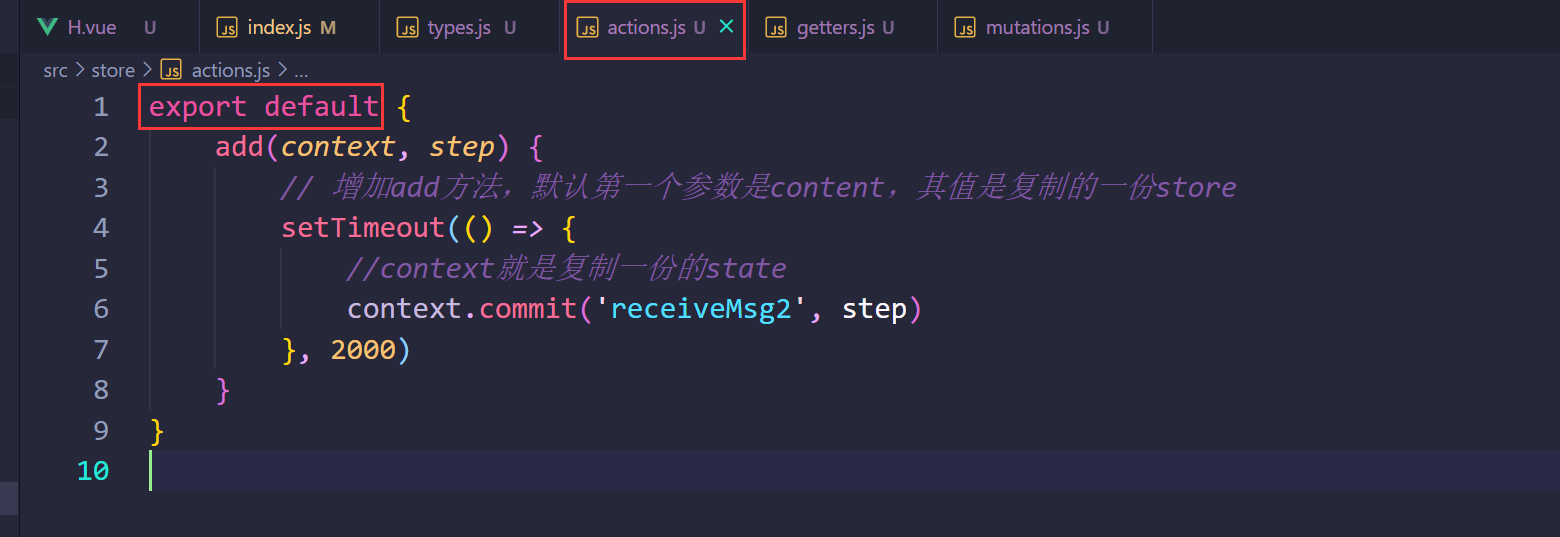 H.vue U JS index.js M JS types.js U JS actions.js U × JS getters.js U JS mutations.js U
src > store > JS actions.js > ...
1 export default {
2 add(context, step) {
3 // 增加add方法，默认第一个参数是content，其值是复制的一份store
4 setTimeout(() => {
5 //context就是复制一份的state
6 context.commit('receiveMsg2', step)
7 }, 2000)
8 }
9 }
10